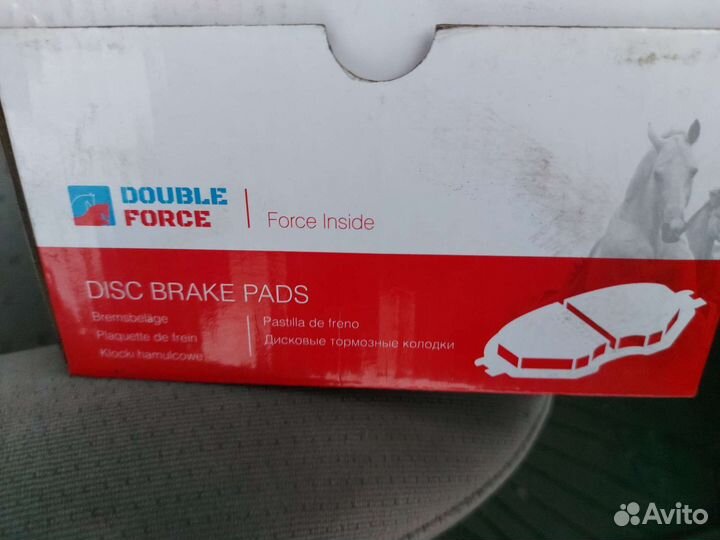 DOUBLE
FORCE
Force Inside
DISC BRAKE PADS
Bremsbeläge
Plaquette de frein
Klocki hamulcowe
Pastilla de freno
Дисковые тормозные колодки
Avito